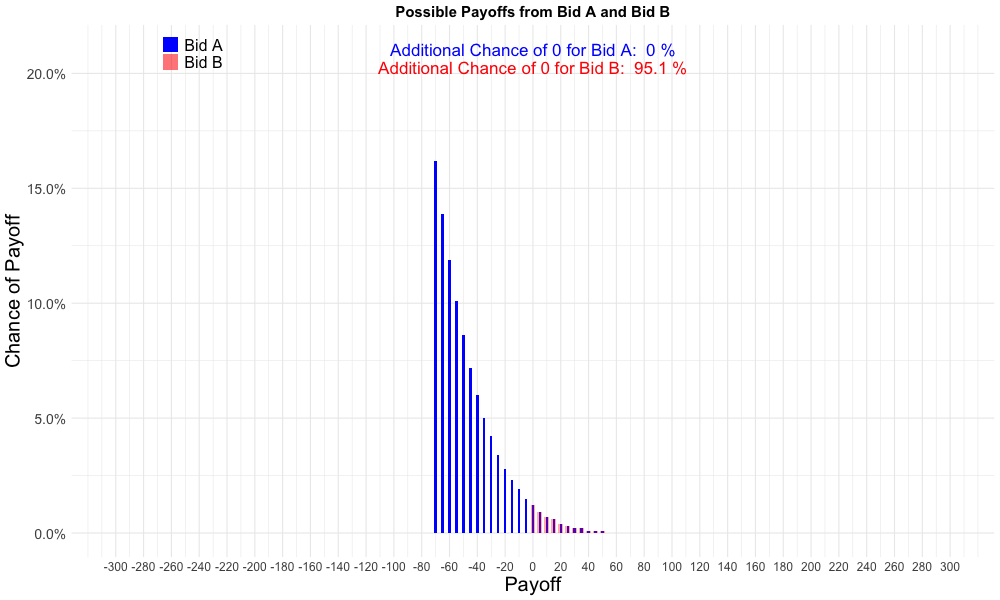 Possible Payoffs from Bid A and Bid B
Bid A
Bid B
Additional Chance of 0 for Bid A:  0 %
Additional Chance of 0 for Bid B:  95.1 %
Chance of Payoff
20.0%
15.0%
10.0%
5.0%
0.0%
-300 -280 -260 -240 -220 -200 -180 -160 -140 -120 -100 -80 -60 -40 -20 0 20 40 60 80 100 120 140 160 180 200 220 240 260 280 300
Payoff